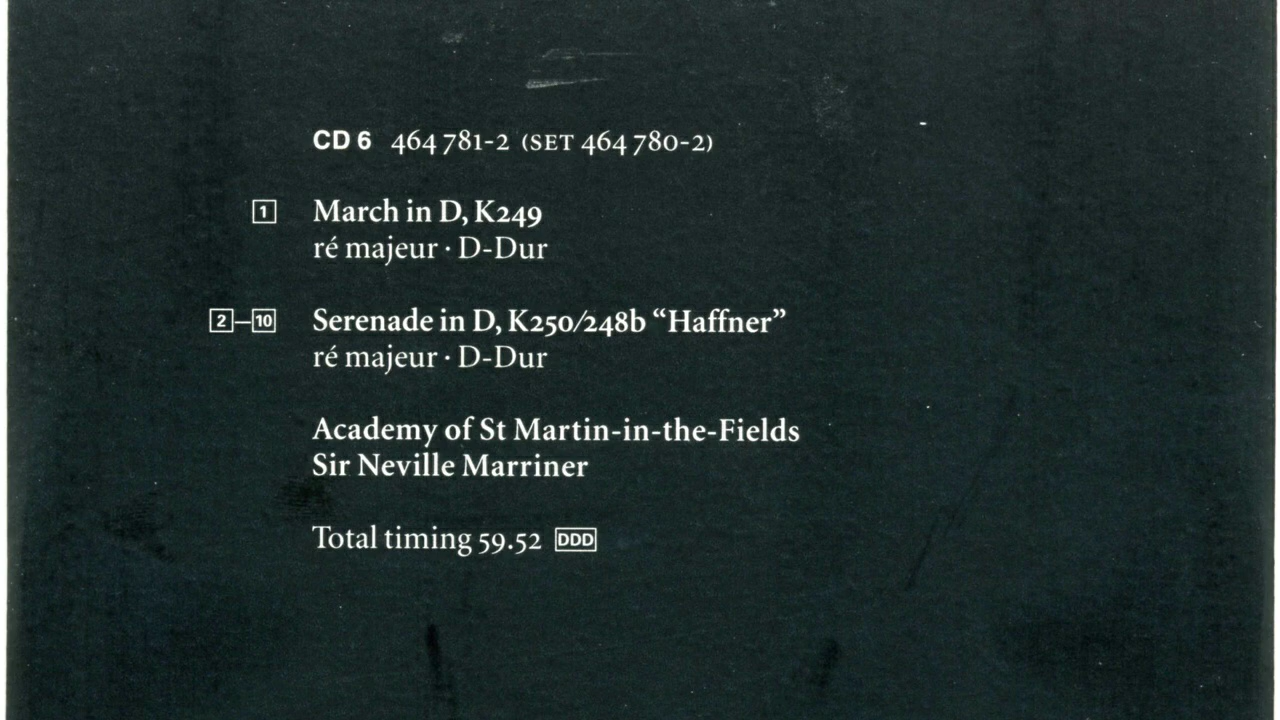 CD 6 464 781-2 (SET 464 780-2)
1 March in D, K249
ré majeur · D-Dur
2–10 Serenade in D, K250/248b “Haffner”
ré majeur · D-Dur
Academy of St Martin-in-the-Fields
Sir Neville Marriner
Total timing 59.52 DDD